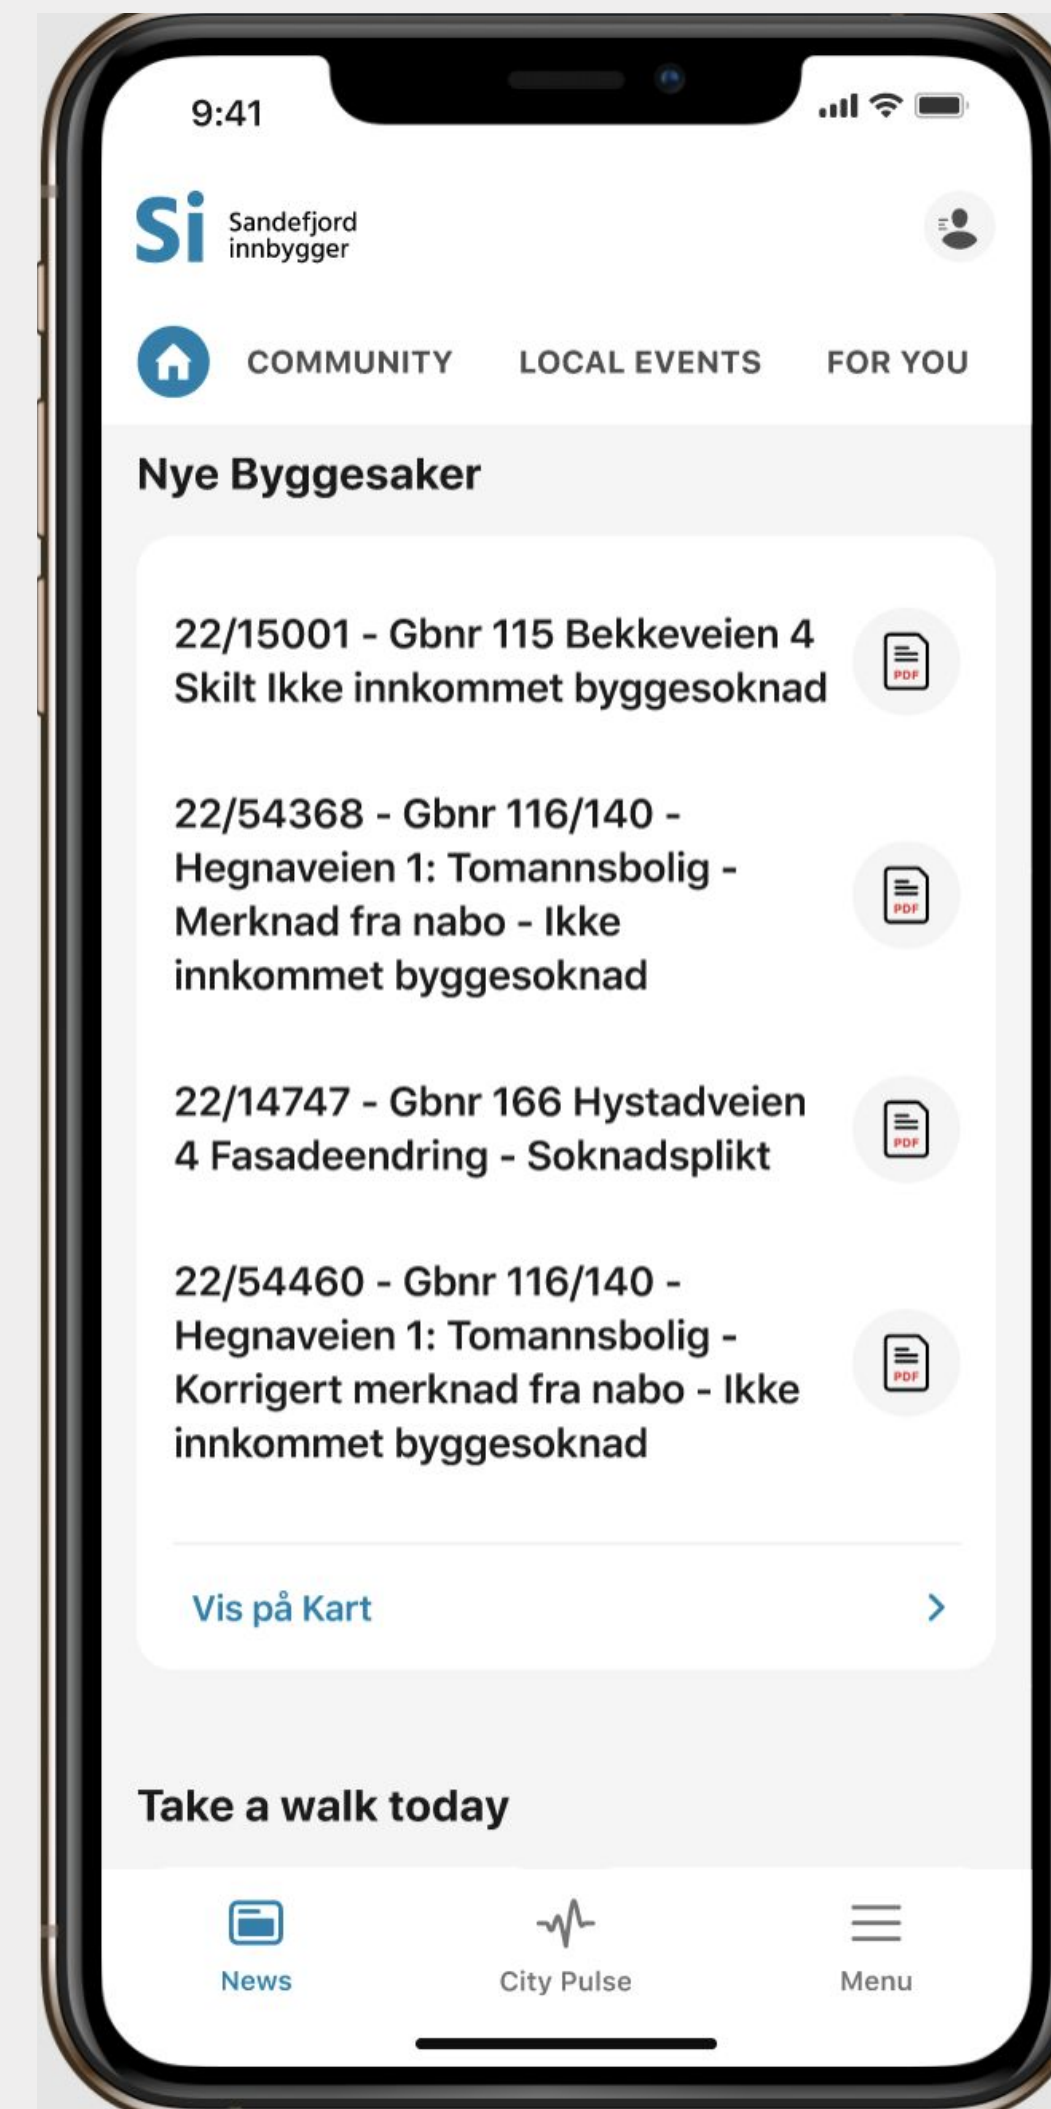 9:41
Si
Sandefjord
innbygger
COMMUNITY LOCAL EVENTS FOR YOU
Nye Byggesaker
22/15001 - Gbnr 115 Bekkeveien 4
Skilt Ikke innkommet byggesoknad
PDF
22/54368 - Gbnr 116/140 -
Hegnaveien 1: Tomannsbolig -
Merknad fra nabo - Ikke
innkommet byggesoknad
PDF
22/14747 - Gbnr 166 Hystadveien
4 Fasadeendring - Soknadsplikt
PDF
22/54460 - Gbnr 116/140 -
Hegnaveien 1: Tomannsbolig -
Korrigert merknad fra nabo - Ikke
innkommet byggesoknad
PDF
Vis på Kart
Take a walk today
News City Pulse Menu